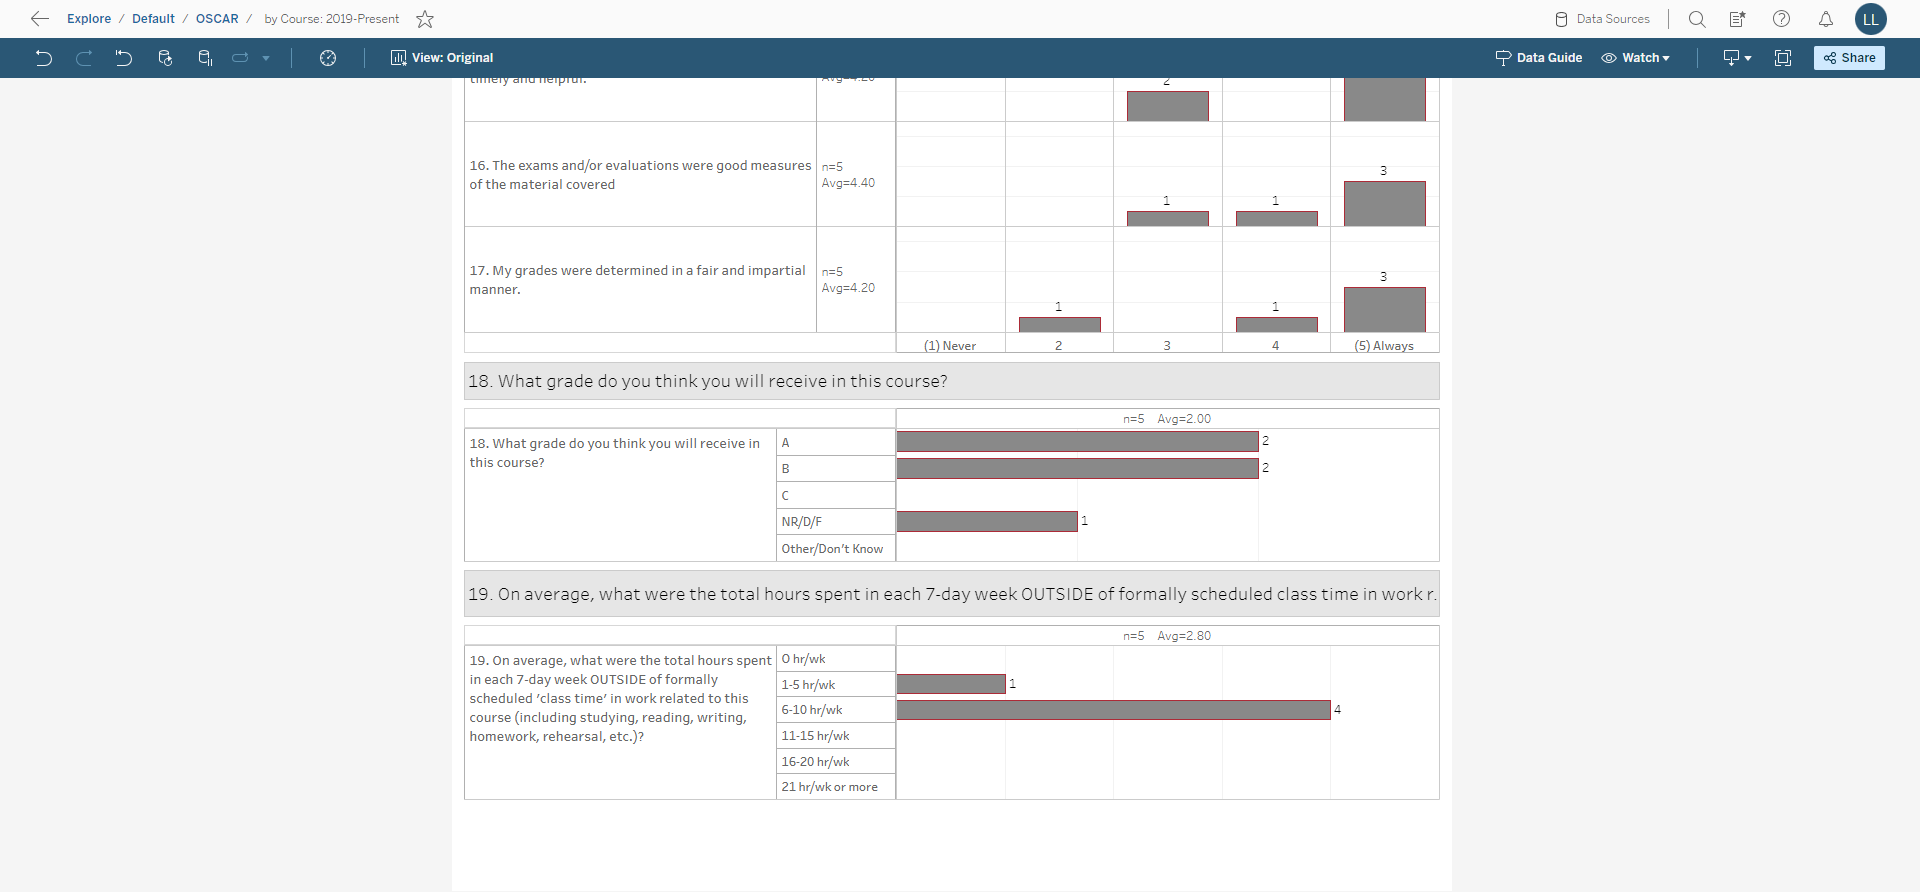 Explore / Default / OSCAR / by Course: 2019-Present
Data Sources
LL
View: Original
Data Guide
Watch
Share
timely and helpful.
Avg=4.20
2
16. The exams and/or evaluations were good measures
of the material covered
n=5
Avg=4.40
1
1
3
17. My grades were determined in a fair and impartial
manner.
n=5
Avg=4.20
1
1
3
(1) Never
2
3
4
(5) Always
18. What grade do you think you will receive in this course?
n=5 Avg=2.00
18. What grade do you think you will receive in
this course?
A
2
B
2
C
NR/D/F
1
Other/Don't Know
19. On average, what were the total hours spent in each 7-day week OUTSIDE of formally scheduled class time in work r.
n=5 Avg=2.80
19. On average, what were the total hours spent
in each 7-day week OUTSIDE of formally
scheduled ‘class time’ in work related to this
course (including studying, reading, writing,
homework, rehearsal, etc.)?
0 hr/wk
1-5 hr/wk
1
6-10 hr/wk
4
11-15 hr/wk
16-20 hr/wk
21 hr/wk or more